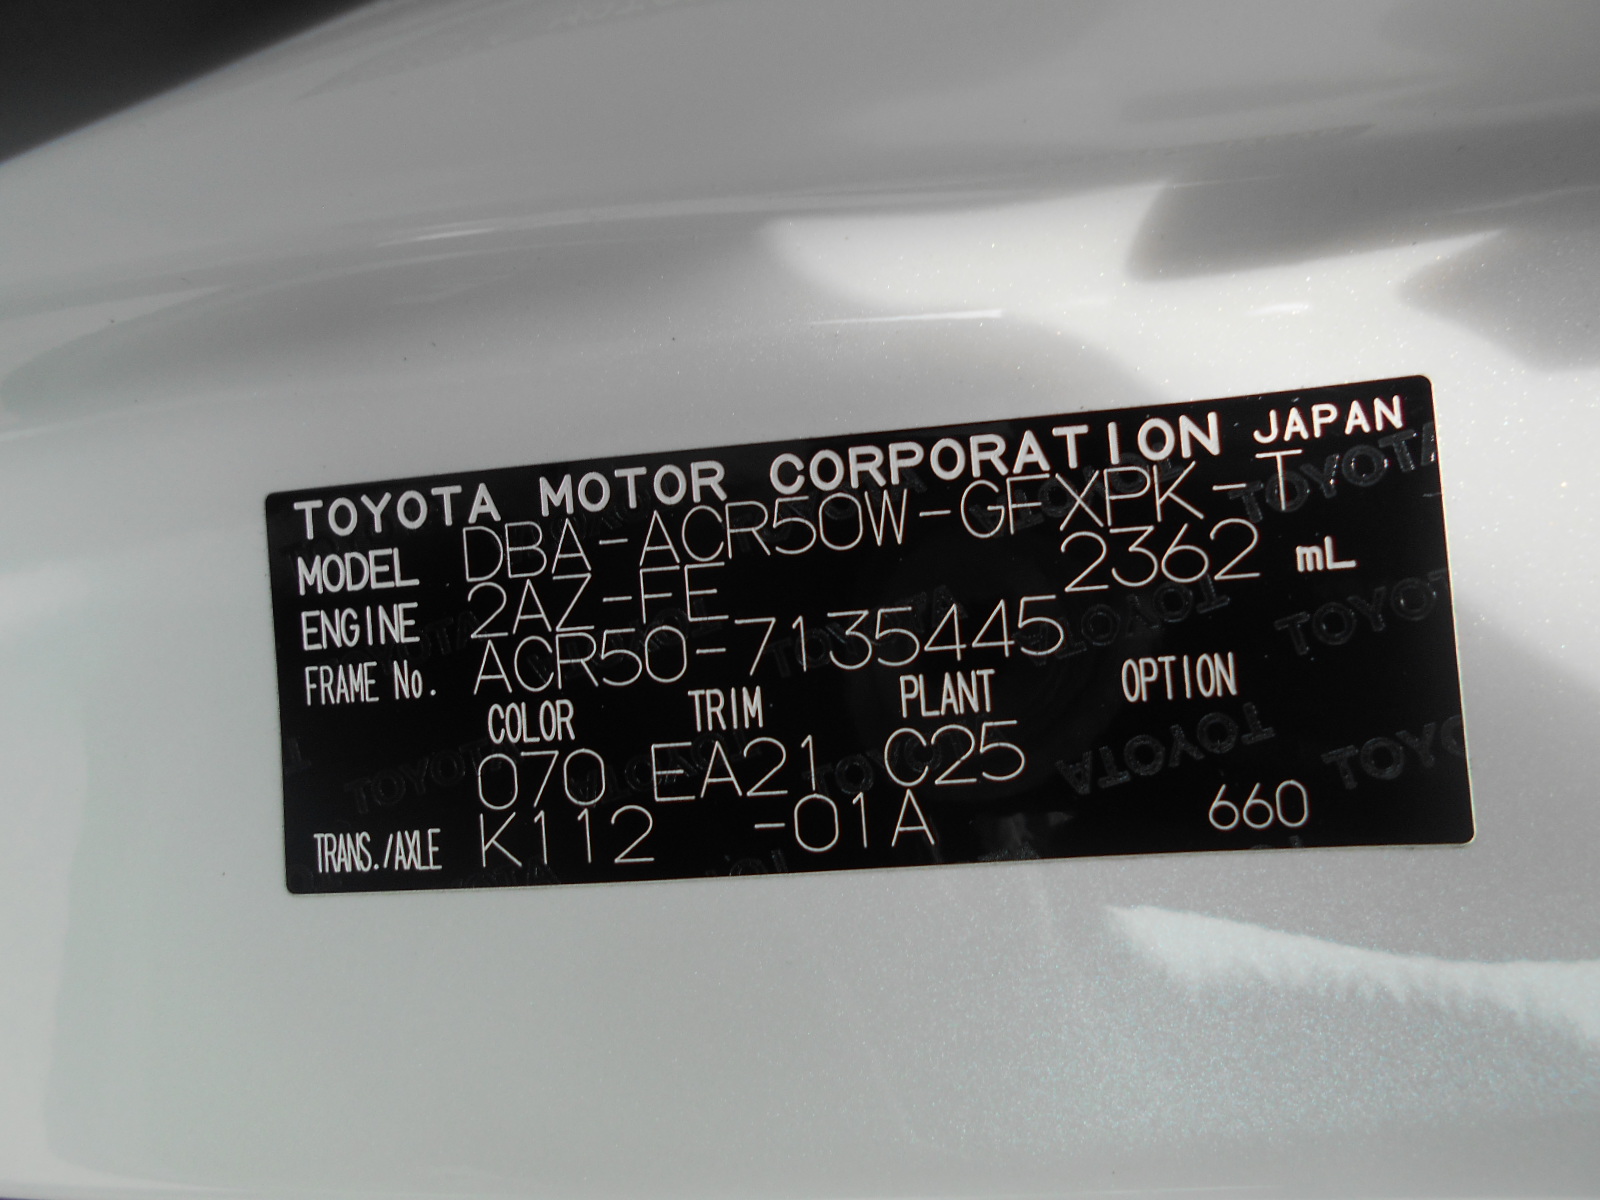 TOYOTA MOTOR CORPORATION JAPAN
MODEL DBA-ACR50W-GFXPK-T
ENGINE 2AZ-FE 2362 mL
FRAME No. ACR50-7135445
COLOR TRIM PLANT OPTION
070 EA21 C25
TRANS./AXLE K112 -01A 660